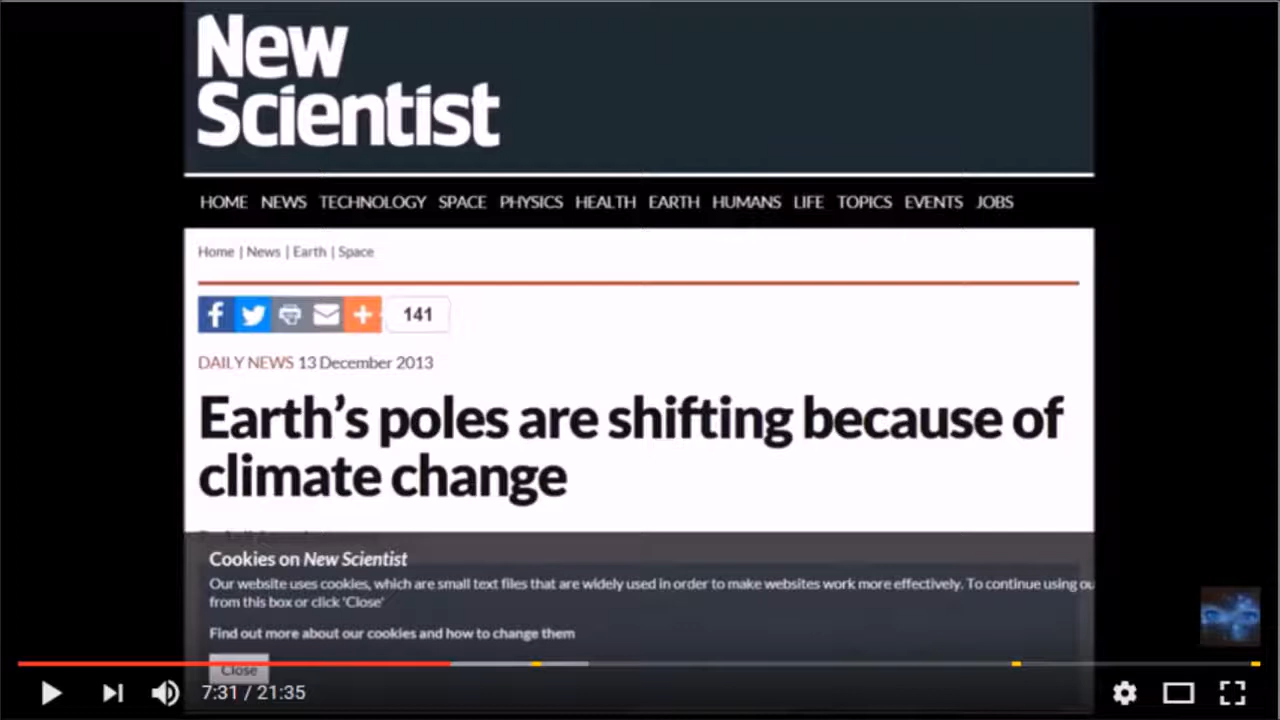 New
Scientist
HOME NEWS TECHNOLOGY SPACE PHYSICS HEALTH EARTH HUMANS LIFE TOPICS EVENTS JOBS
Home | News | Earth | Space
141
DAILY NEWS 13 December 2013
Earth's poles are shifting because of
climate change
Cookies on New Scientist
Our website uses cookies, which are small text files that are widely used in order to make websites work more effectively. To continue using ou
from this box or click 'Close'
Find out more about our cookies and how to change them
Close
7:31 / 21:35